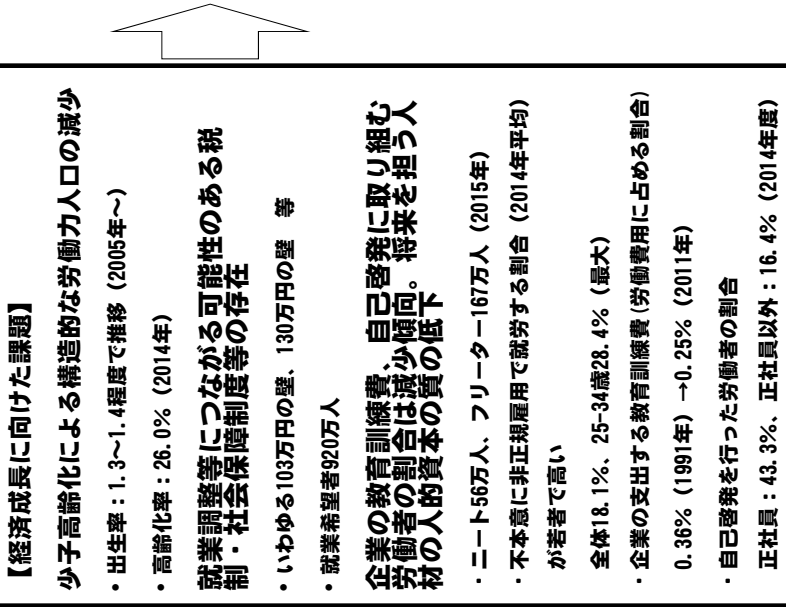 【経済成長に向けた課題】
少子高齢化による構造的な労働力人口の減少
・出生率：1.3～1.4程度で推移（2005年～）
・高齢化率：26.0%（2014年）
就業調整等につながる可能性のある税
制・社会保障制度等の存在
・いわゆる103万円の壁、130万円の壁　等
・就業希望者920万人
企業の教育訓練費、自己啓発に取り組む
労働者の割合は減少傾向。将来を担う人
材の人的資本の質の低下
・ニート56万人、フリーター167万人（2015年）
・不本意に非正規雇用で就労する割合（2014年平均）
が若者で高い
全体18.1%、25-34歳28.4%（最大）
・企業の支出する教育訓練費(労働費用に占める割合)
0.36%（1991年）→0.25%（2011年）
・自己啓発を行った労働者の割合
正社員：43.3%、正社員以外：16.4%（2014年度）